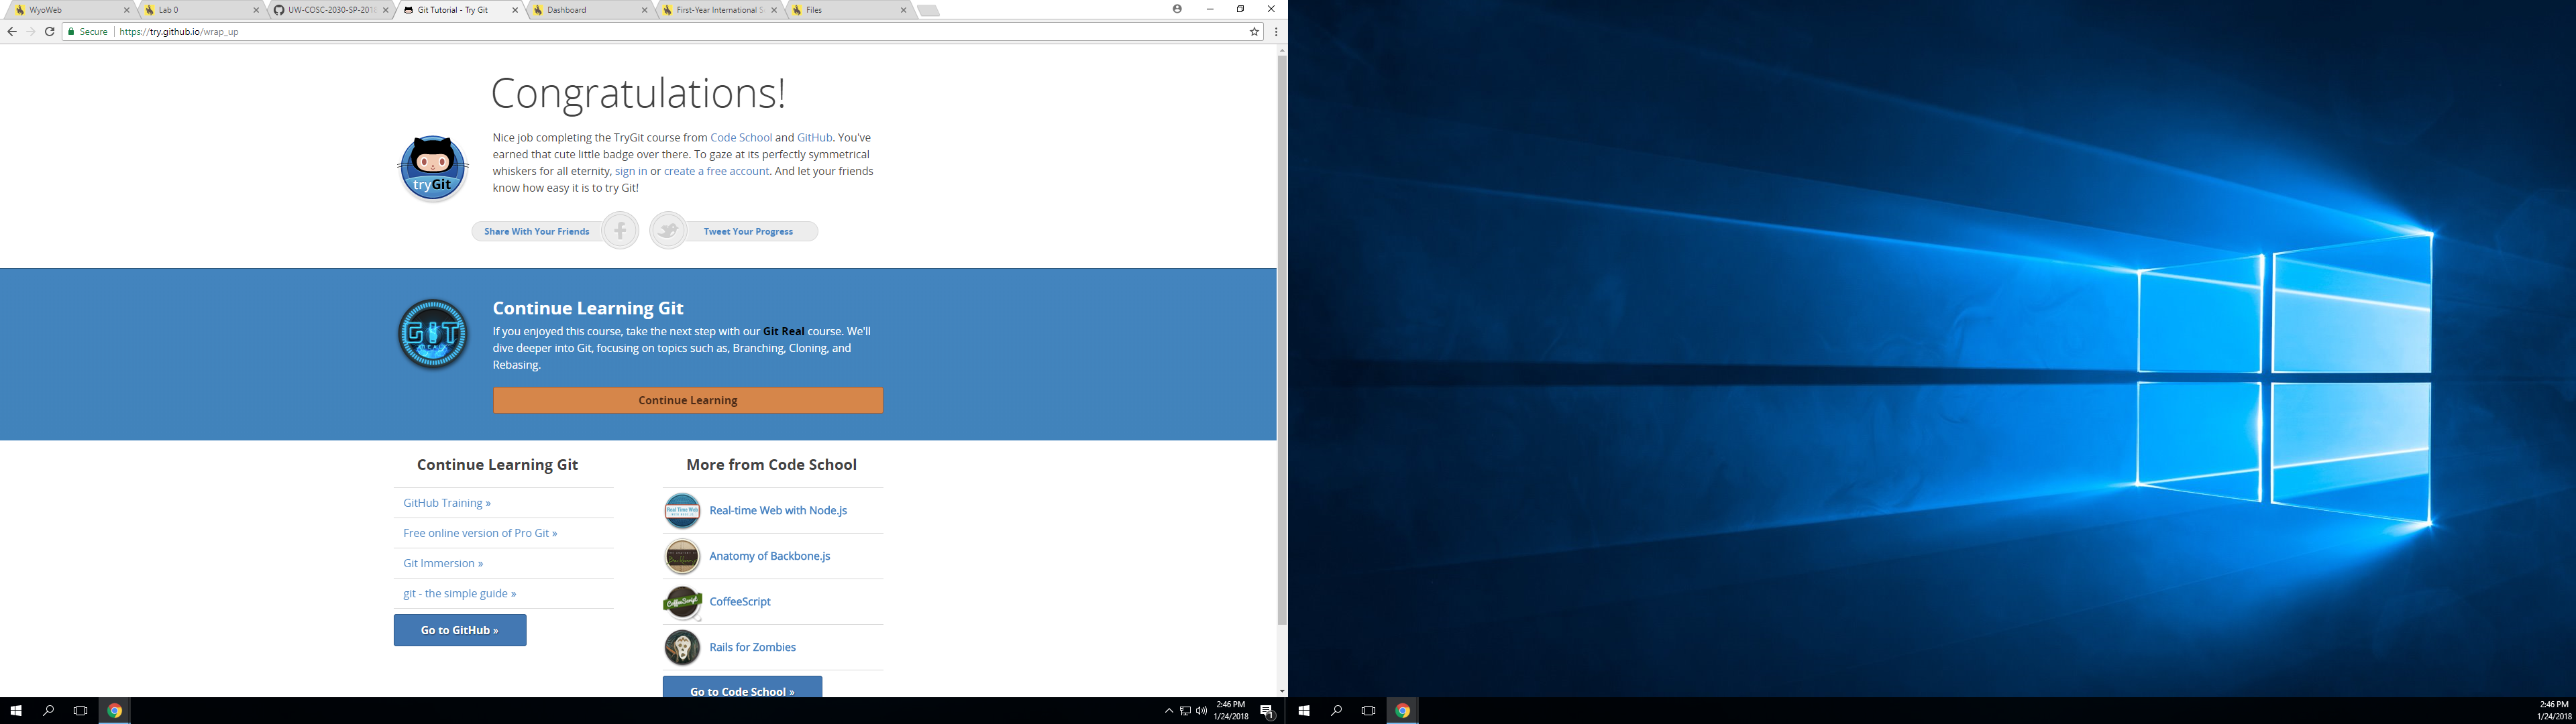 WyoWeb
Lab 0
UW-COSC-2030-SP-2018
Git Tutorial - Try Git
Dashboard
First-Year International S
Files
Secure
https://try.github.io/wrap_up
Congratulations!
Nice job completing the TryGit course from Code School and GitHub. You've
earned that cute little badge over there. To gaze at its perfectly symmetrical
whiskers for all eternity, sign in or create a free account. And let your friends
know how easy it is to try Git!
tryGit
Share With Your Friends
Tweet Your Progress
GIT
Continue Learning Git
If you enjoyed this course, take the next step with our Git Real course. We'll
dive deeper into Git, focusing on topics such as, Branching, Cloning, and
Rebasing.
Continue Learning
Continue Learning Git
GitHub Training »
Free online version of Pro Git »
Git Immersion »
git - the simple guide »
Go to GitHub »
More from Code School
Real Time Web
Real-time Web with Node.js
Anatomy of Backbone.js
CoffeeScript
CoffeeScript
Rails for Zombies
Go to Code School »
2:46 PM
1/24/2018
1
2:46 PM
1/24/2018